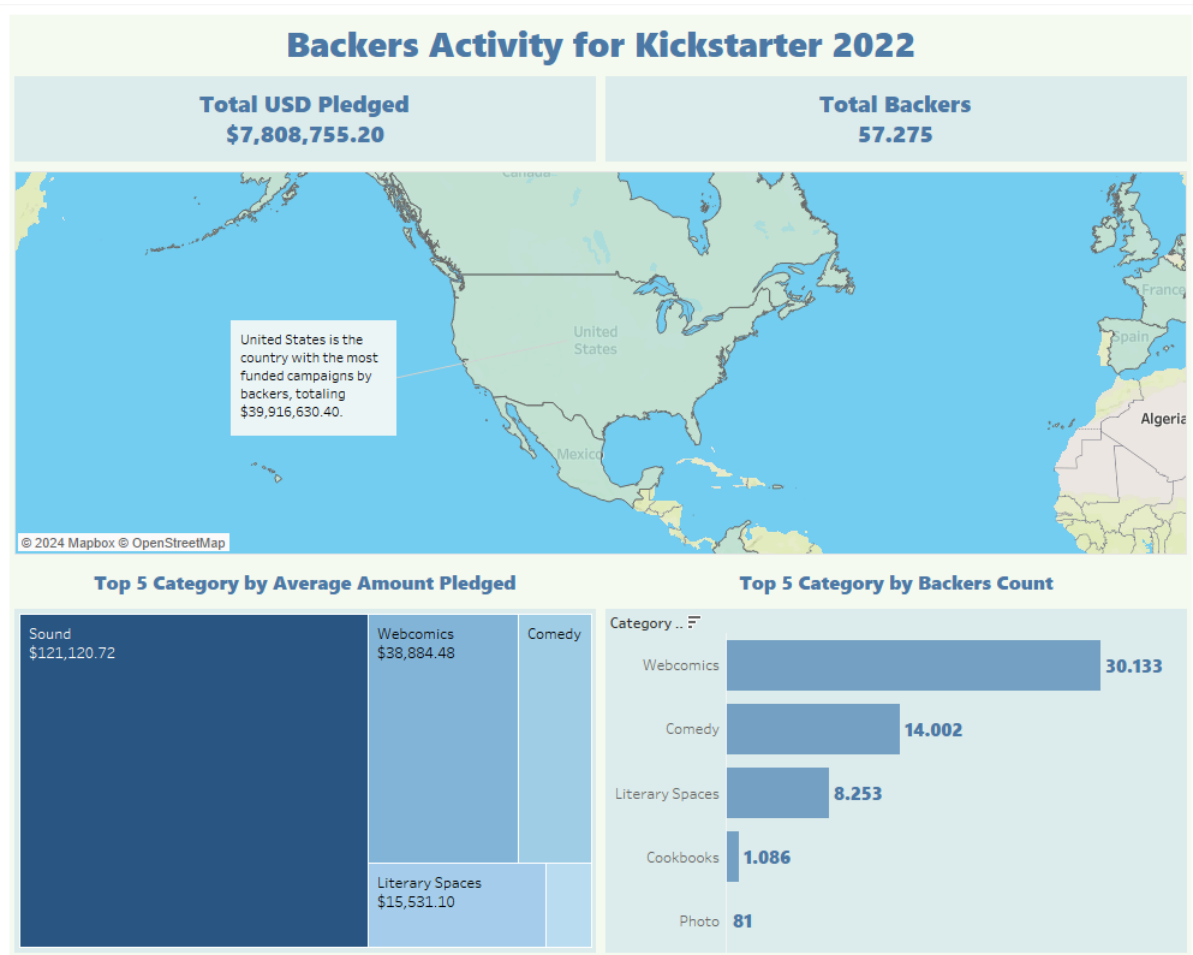 Backers Activity for Kickstarter 2022
Total USD Pledged
$7,808,755.20
Total Backers
57.275
Canada
United
States
Mexico
France
Spain
Algeria
United States is the
country with the most
funded campaigns by
backers, totaling
$39,916,630.40.
© 2024 Mapbox © OpenStreetMap
Top 5 Category by Average Amount Pledged
Sound
$121,120.72
Webcomics
$38,884.48
Comedy
Literary Spaces
$15,531.10
Top 5 Category by Backers Count
Category ..
Webcomics
30.133
Comedy
14.002
Literary Spaces
8.253
Cookbooks
1.086
Photo
81